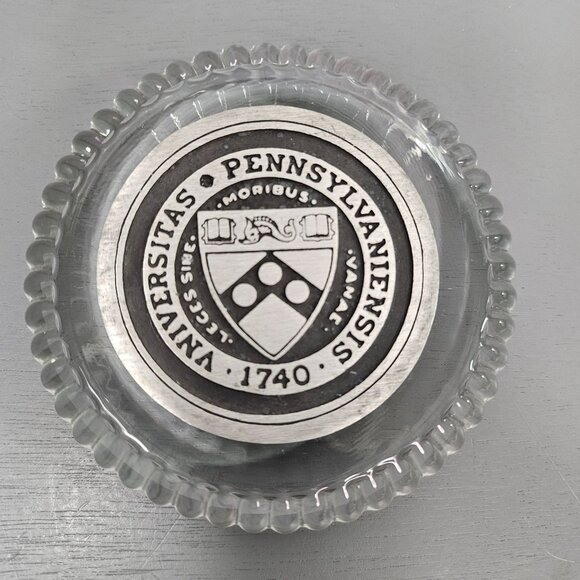 VNIVERSITAS • PENNSYLVANIENSIS
· 1740 ·
LEGES SINE · MORIBUS · VANAE ·